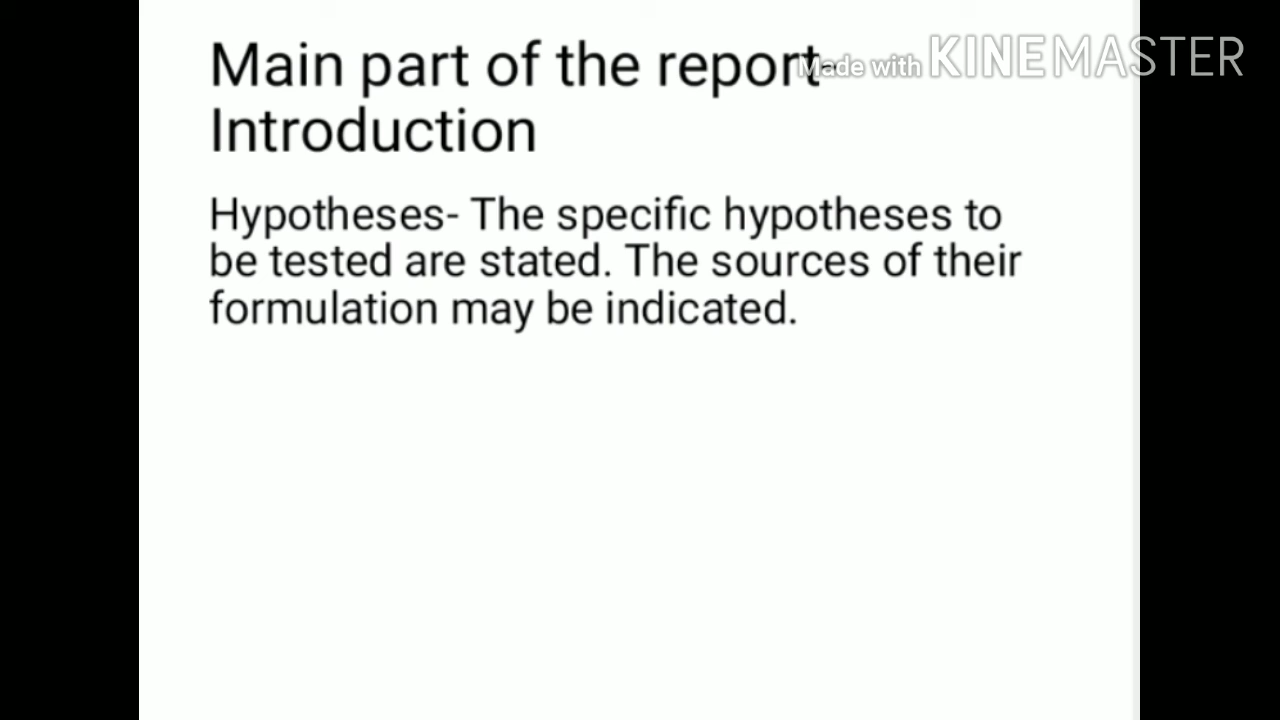 Main part of the report-
Made with KINEMASTER
Introduction
Hypotheses- The specific hypotheses to
be tested are stated. The sources of their
formulation may be indicated.